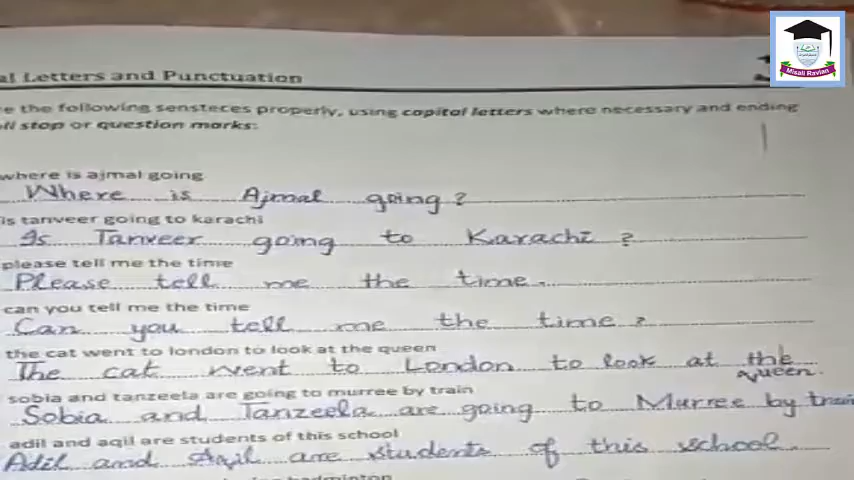 Misali Ravian
al Letters and Punctuation
e the following sensteces properly, using capital letters where necessary and ending
ll stop or question marks:
where is ajmal going
Where is Ajmal going?
is tanveer going to karachi
Is Tanveer going to Karachi?
please tell me the time
Please tell me the time.
can you tell me the time
Can you tell me the time?
the cat went to london to look at the queen
The cat went to London to look at the
queen.
sobia and tanzeela are going to murree by train
Sobia and Tanzeela are going to Murree by train
adil and aqil are students of this school
Adil and Aqil are students of this school.
badminton